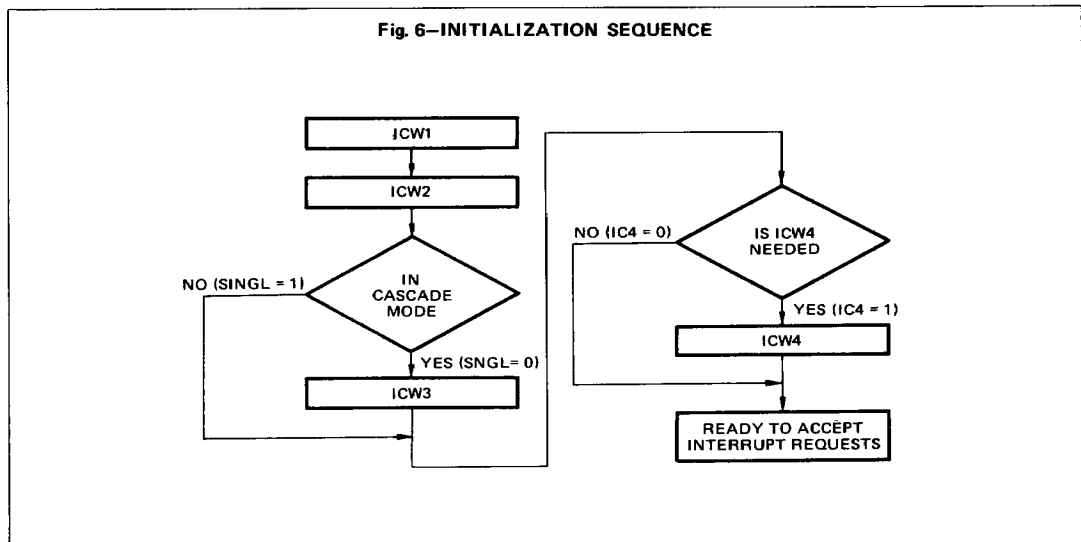 Fig. 6–INITIALIZATION SEQUENCE
ICW1
ICW2
IN
CASCADE
MODE
NO (SINGL = 1)
YES (SNGL= 0)
ICW3
IS ICW4
NEEDED
NO (IC4 = 0)
YES (IC4 = 1)
ICW4
READY TO ACCEPT
INTERRUPT REQUESTS